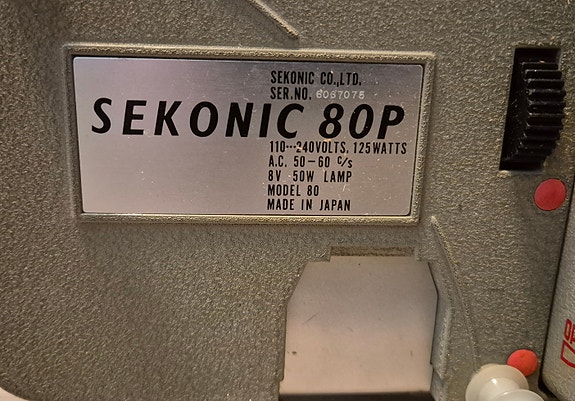 SEKONIC CO.,LTD.
SER.NO. 6067075
SEKONIC 80P
110···240VOLTS. 125WATTS
A.C. 50-60 c/s
8V 50W LAMP
MODEL 80
MADE IN JAPAN